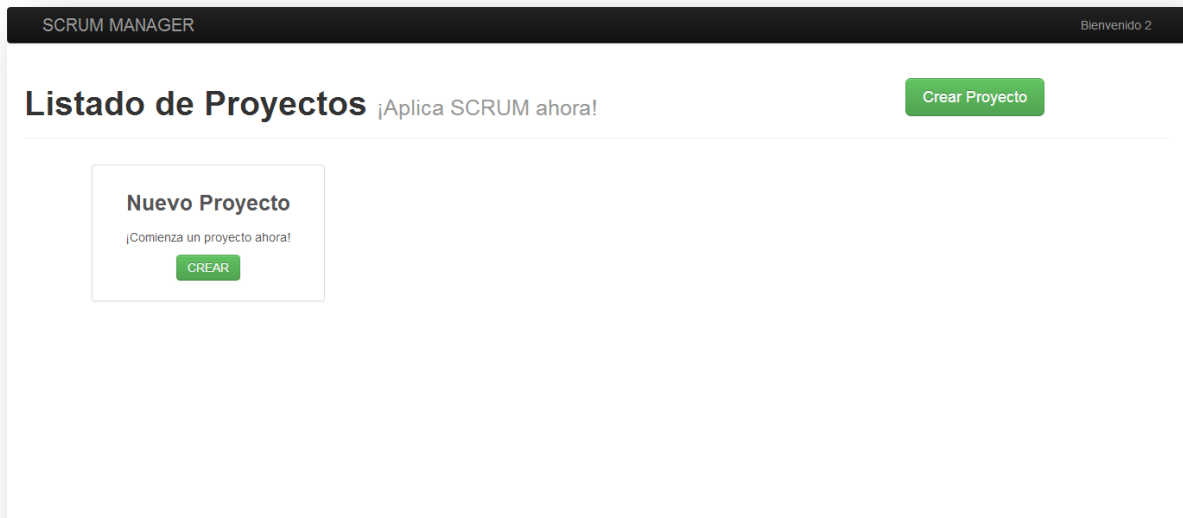 SCRUM MANAGER
Bienvenido 2
Listado de Proyectos ¡Aplica SCRUM ahora!
Crear Proyecto
Nuevo Proyecto
¡Comienza un proyecto ahora!
CREAR